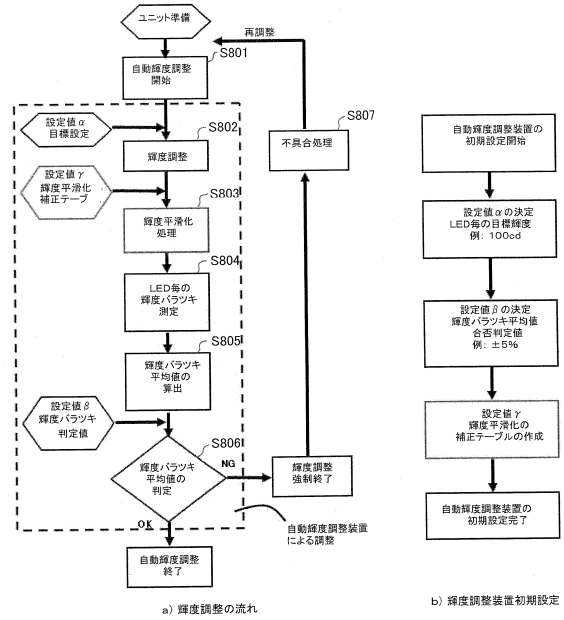 ユニット準備
再調整
S801
自動輝度調整
開始
設定値α
目標設定
S802
輝度調整
設定値γ
輝度平滑化
補正テーブ
S803
輝度平滑化
処理
S804
LED毎の
輝度バラツキ
測定
S805
輝度バラツキ
平均値の
算出
設定値β
輝度バラツキ
判定値
S806
輝度バラツキ
平均値の
判定
NG
OK
輝度調整
強制終了
S807
不具合処理
自動輝度調整装置
による調整
自動輝度調整
終了
a) 輝度調整の流れ
自動輝度調整装置の
初期設定開始
設定値αの決定
LED毎の目標輝度
例: 100cd
設定値βの決定
輝度バラツキ平均値
合否判定値
例: ±5%
設定値γ
輝度平滑化の
補正テーブルの作成
自動輝度調整装置の
初期設定完了
b) 輝度調整装置初期設定